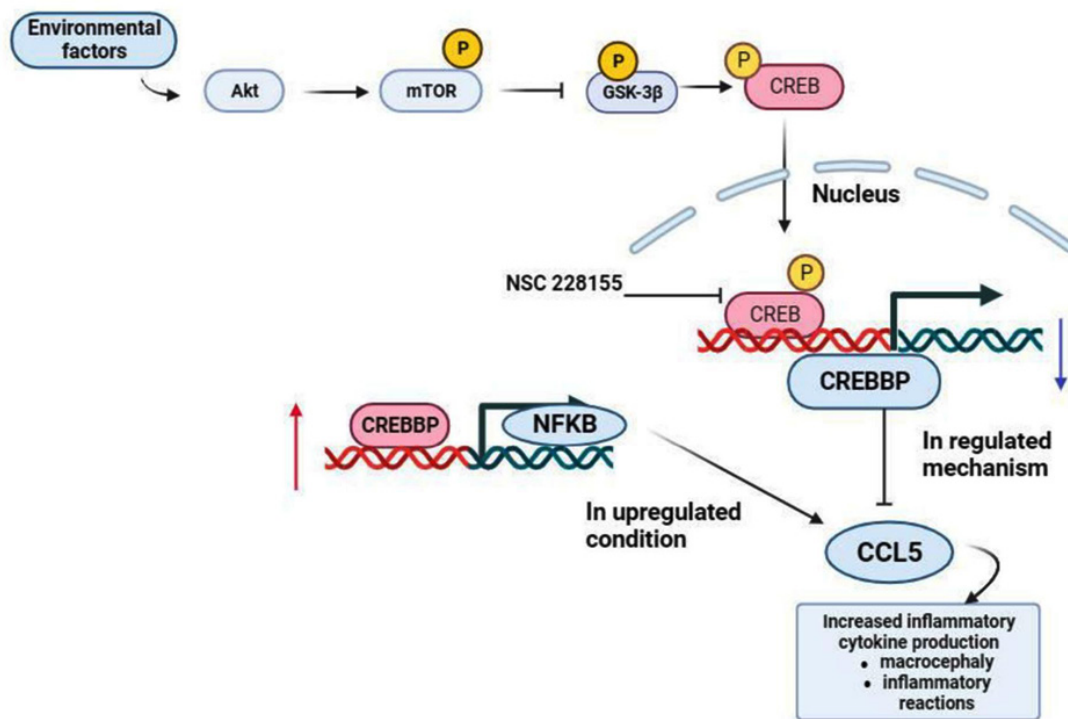 Environmental
factors
P
P
P
Akt
mTOR
GSK-3β
CREB
Nucleus
P
NSC 228155
CREB
CREBBP
CREBBP
NFKB
In regulated
mechanism
In upregulated
condition
CCL5
Increased inflammatory
cytokine production
• macrocephaly
• inflammatory
reactions